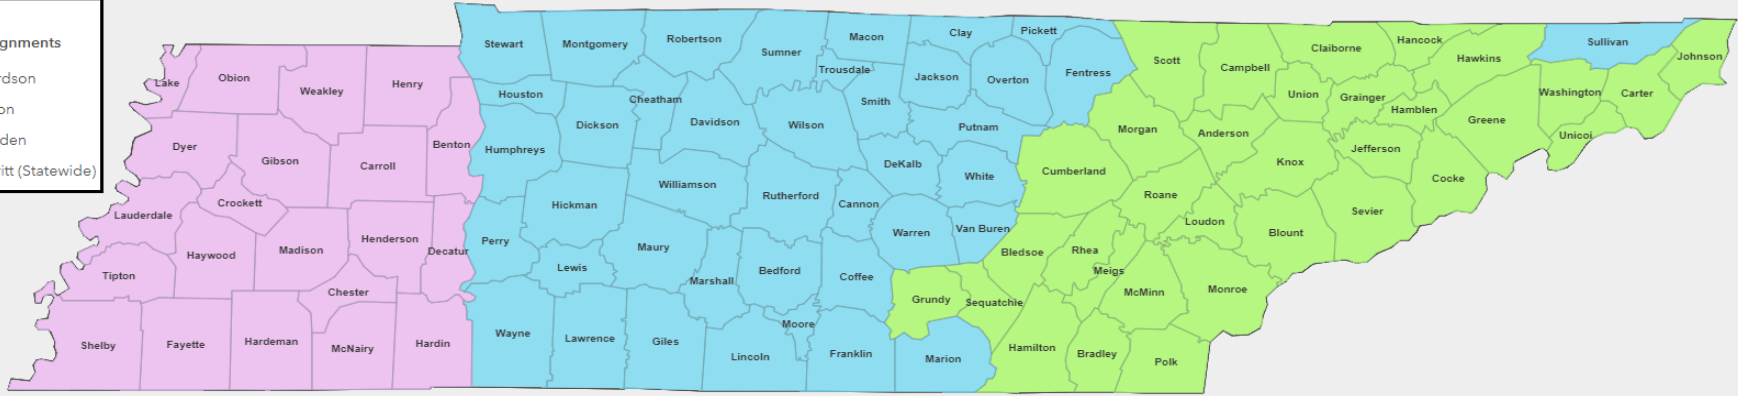 gnments
rdson
on
den
itt (Statewide)
Stewart
Montgomery
Robertson
Sumner
Macon
Clay
Pickett
Trousdale
Jackson
Overton
Fentress
Scott
Campbell
Claiborne
Hancock
Hawkins
Sullivan
Johnson
Lake
Obion
Weakley
Henry
Houston
Cheatham
Dickson
Davidson
Wilson
Smith
Putnam
Morgan
Anderson
Union
Grainger
Hamblen
Greene
Washington
Carter
Unicoi
Dyer
Gibson
Carroll
Benton
Humphreys
Williamson
DeKalb
White
Cumberland
Knox
Jefferson
Cocke
Lauderdale
Crockett
Hickman
Rutherford
Cannon
Roane
Loudon
Sevier
Haywood
Madison
Henderson
Decatur
Perry
Lewis
Maury
Warren
Van Buren
Bledsoe
Rhea
Meigs
Blount
Tipton
Chester
Marshall
Bedford
Coffee
Grundy
Sequatchie
McMinn
Monroe
Shelby
Fayette
Hardeman
McNairy
Hardin
Wayne
Lawrence
Giles
Lincoln
Moore
Franklin
Marion
Hamilton
Bradley
Polk